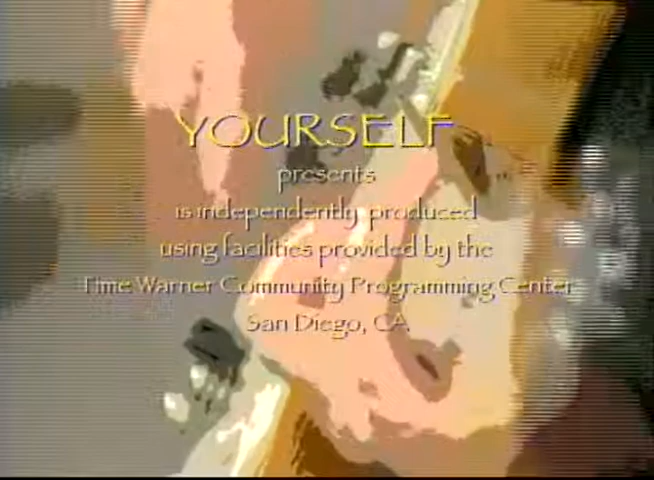 YOURSELF
presents
is independently produced
using facilities provided by the
Time Warner Community Programming Center
San Diego, CA